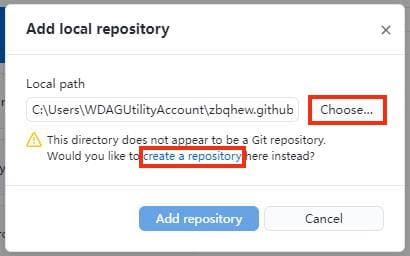 Add local repository
Local path
C:\Users\WDAGUtilityAccount\zbqhew.github
Choose...
This directory does not appear to be a Git repository.
Would you like to create a repository here instead?
Add repository
Cancel